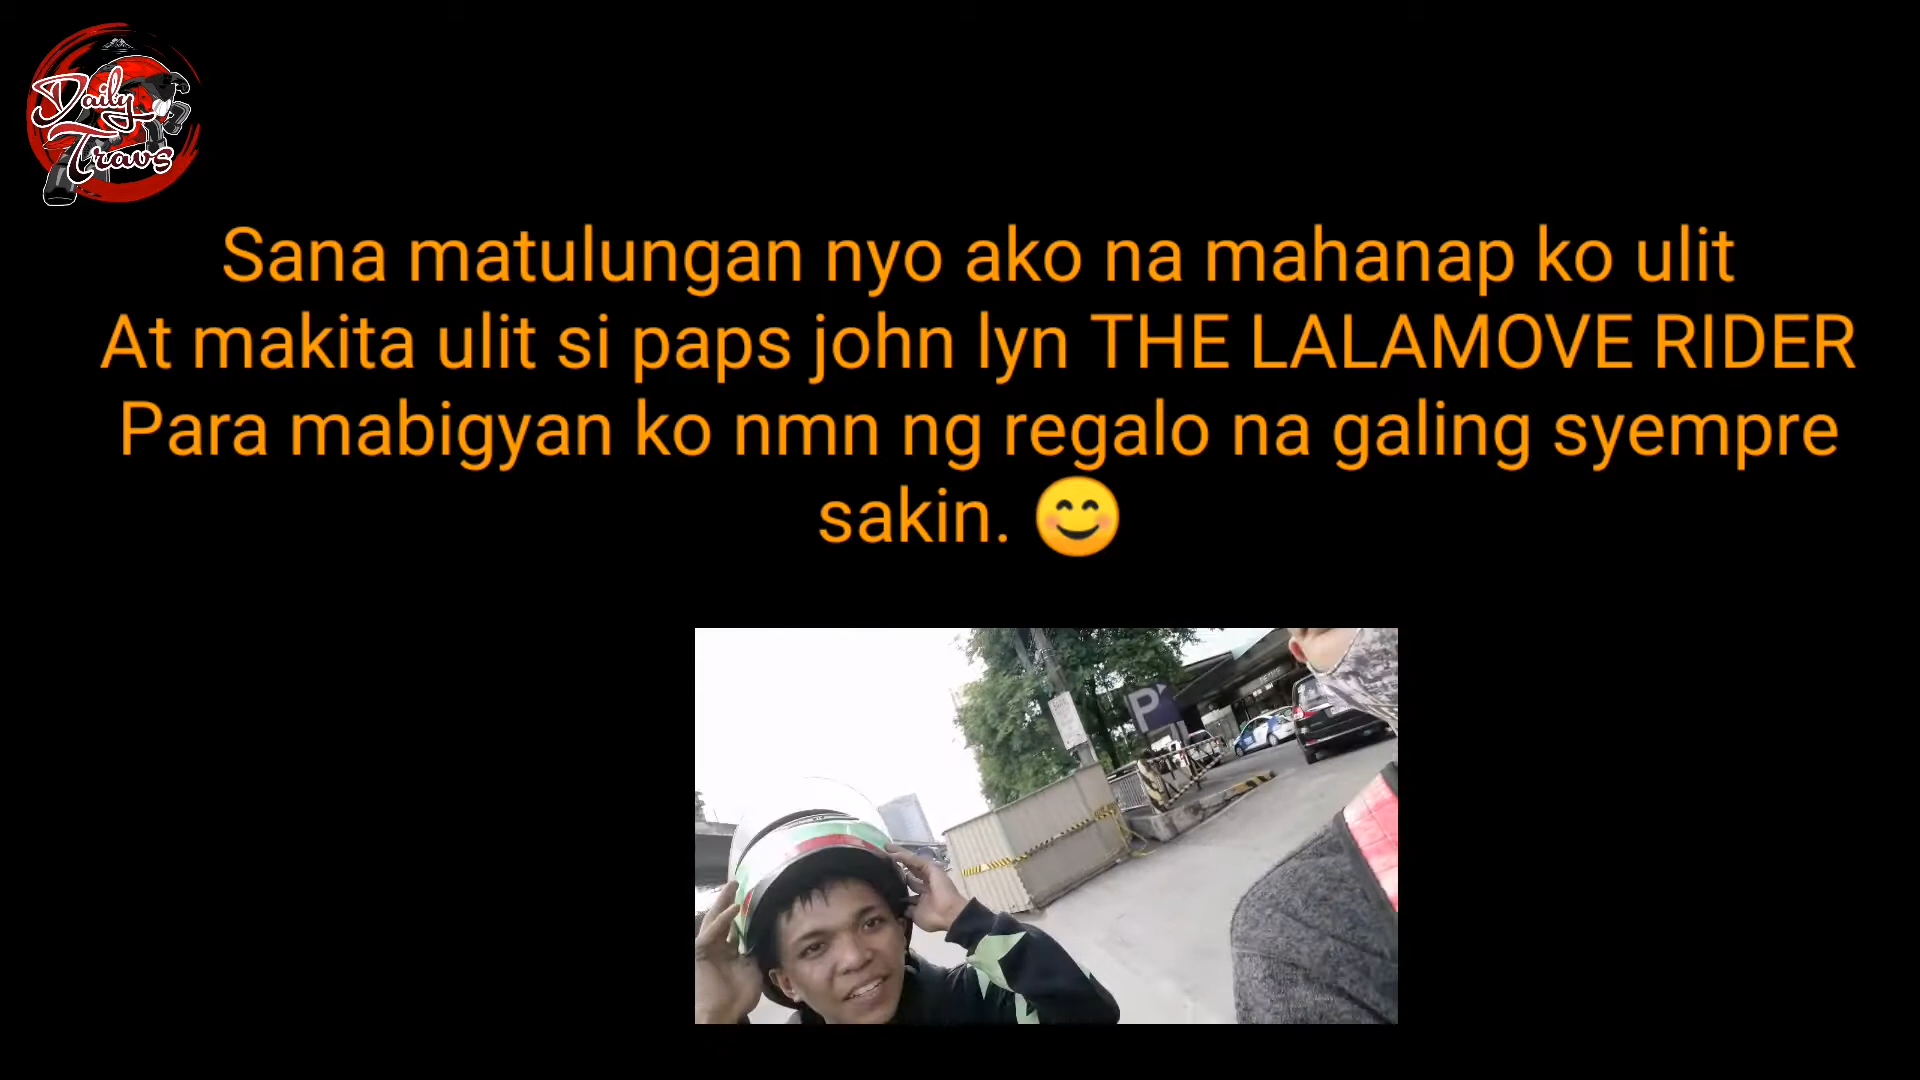 Daily
Travs
Sana matulungan nyo ako na mahanap ko ulit
At makita ulit si paps john lyn THE LALAMOVE RIDER
Para mabigyan ko nmn ng regalo na galing syempre
sakin. 😊
P